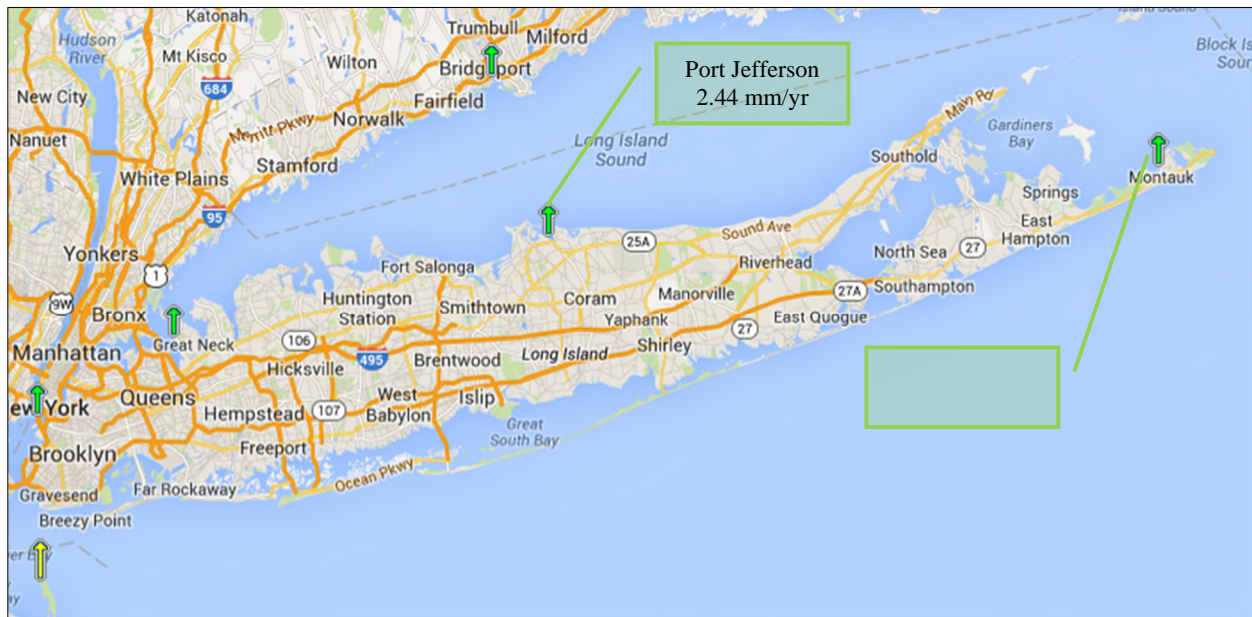 Katonah
Hudson
River
Mt Kisco
684
New City
Nanuet
Wilton
Trumbull
Milford
Fairfield
Norwalk
Merritt Pkwy
Stamford
White Plains
95
Yonkers
1
9W
Bronx
Great Neck
Manhattan
Queens
Brooklyn
Gravesend
Breezy Point
Far Rockaway
Port Jefferson
2.44 mm/yr
Long Island
Sound
Block Is
Main Rd
Gardiners
Bay
Southold
Montauk
Springs
East
Hampton
27
North Sea
Southampton
Sound Ave
25A
Riverhead
27A
East Quogue
Manorville
Coram
Yaphank
27
Shirley
Fort Salonga
Huntington
Station
Smithtown
106
495
Hicksville
Brentwood
Long Island
West
Babylon
Islip
Hempstead
107
Freeport
Great
South Bay
Ocean Pkwy